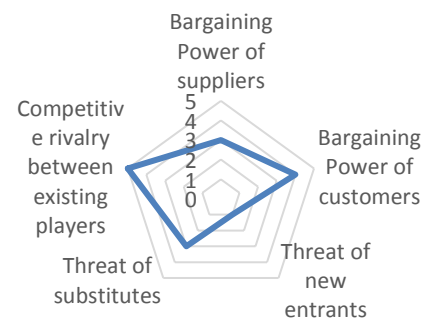 Bargaining
Power of
suppliers
5
4
3
2
1
0
Bargaining
Power of
customers
Threat of
new
entrants
Threat of
substitutes
Competitiv
e rivalry
between
existing
players